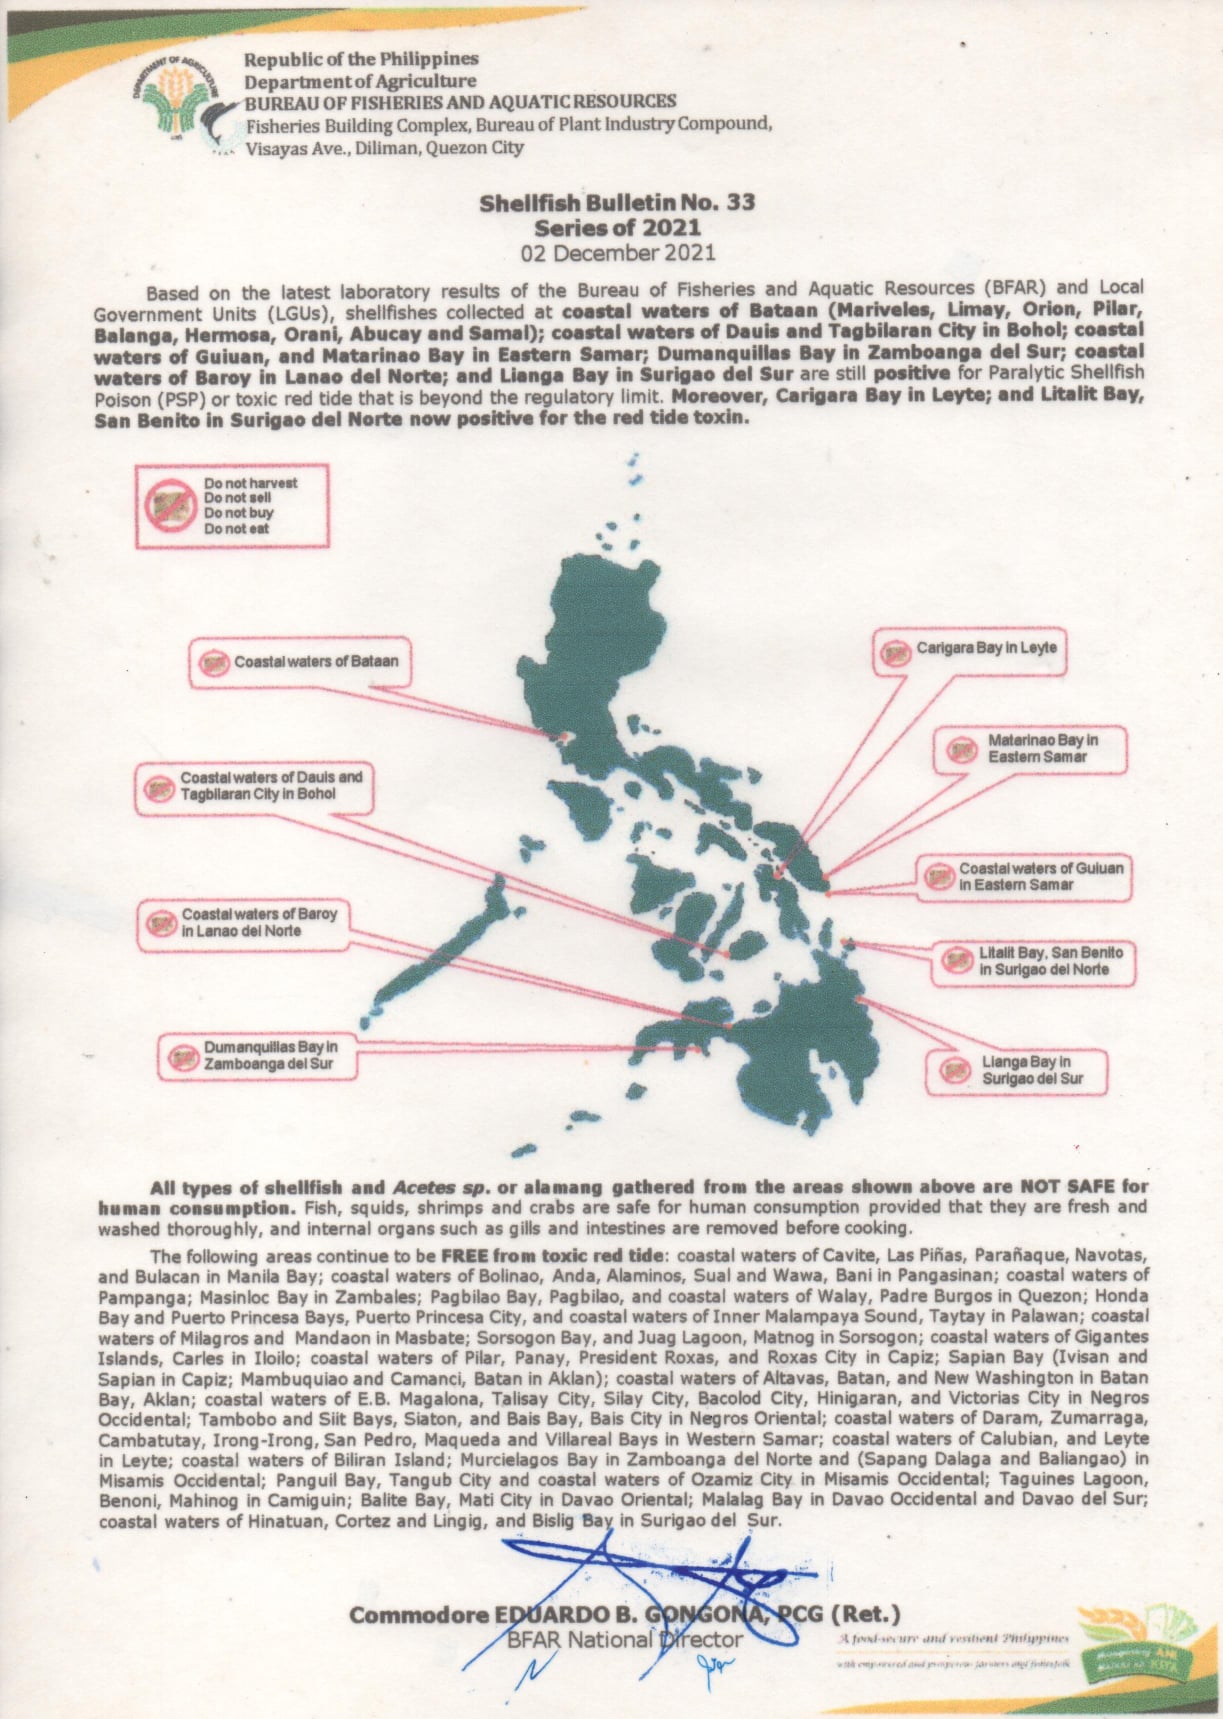 DEPARTMENT OF AGRICULTURE
Republic of the Philippines
Department of Agriculture
BUREAU OF FISHERIES AND AQUATIC RESOURCES
Fisheries Building Complex, Bureau of Plant Industry Compound,
Visayas Ave., Diliman, Quezon City
Shellfish Bulletin No. 33
Series of 2021
02 December 2021
Based on the latest laboratory results of the Bureau of Fisheries and Aquatic Resources (BFAR) and Local
Government Units (LGUs), shellfishes collected at coastal waters of Bataan (Mariveles, Limay, Orion, Pilar,
Balanga, Hermosa, Orani, Abucay and Samal); coastal waters of Dauis and Tagbilaran City in Bohol; coastal
waters of Guiuan, and Matarinao Bay in Eastern Samar; Dumanquillas Bay in Zamboanga del Sur; coastal
waters of Baroy in Lanao del Norte; and Lianga Bay in Surigao del Sur are still positive for Paralytic Shellfish
Poison (PSP) or toxic red tide that is beyond the regulatory limit. Moreover, Carigara Bay in Leyte; and Litalit Bay,
San Benito in Surigao del Norte now positive for the red tide toxin.
Do not harvest
Do not sell
Do not buy
Do not eat
Coastal waters of Bataan
Carigara Bay in Leyte
Matarinao Bay in
Eastern Samar
Coastal waters of Dauis and
Tagbilaran City in Bohol
Coastal waters of Guiuan
in Eastern Samar
Coastal waters of Baroy
in Lanao del Norte
Litalit Bay, San Benito
in Surigao del Norte
Dumanquillas Bay in
Zamboanga del Sur
Lianga Bay in
Surigao del Sur
All types of shellfish and Acetes sp. or alamang gathered from the areas shown above are NOT SAFE for
human consumption. Fish, squids, shrimps and crabs are safe for human consumption provided that they are fresh and
washed thoroughly, and internal organs such as gills and intestines are removed before cooking.
The following areas continue to be FREE from toxic red tide: coastal waters of Cavite, Las Piñas, Parañaque, Navotas,
and Bulacan in Manila Bay; coastal waters of Bolinao, Anda, Alaminos, Sual and Wawa, Bani in Pangasinan; coastal waters of
Pampanga; Masinloc Bay in Zambales; Pagbilao Bay, Pagbilao, and coastal waters of Walay, Padre Burgos in Quezon; Honda
Bay and Puerto Princesa Bays, Puerto Princesa City, and coastal waters of Inner Malampaya Sound, Taytay in Palawan; coastal
waters of Milagros and Mandaon in Masbate; Sorsogon Bay, and Juag Lagoon, Matnog in Sorsogon; coastal waters of Gigantes
Islands, Carles in Iloilo; coastal waters of Pilar, Panay, President Roxas, and Roxas City in Capiz; Sapian Bay (Ivisan and
Sapian in Capiz; Mambuquiao and Camanci, Batan in Aklan); coastal waters of Altavas, Batan, and New Washington in Batan
Bay, Aklan; coastal waters of E.B. Magalona, Talisay City, Silay City, Bacolod City, Hinigaran, and Victorias City in Negros
Occidental; Tambobo and Siit Bays, Siaton, and Bais Bay, Bais City in Negros Oriental; coastal waters of Daram, Zumarraga,
Cambatutay, Irong-Irong, San Pedro, Maqueda and Villareal Bays in Western Samar; coastal waters of Calubian, and Leyte
in Leyte; coastal waters of Biliran Island; Murcielagos Bay in Zamboanga del Norte and (Sapang Dalaga and Baliangao) in
Misamis Occidental; Panguil Bay, Tangub City and coastal waters of Ozamiz City in Misamis Occidental; Taguines Lagoon,
Benoni, Mahinog in Camiguin; Balite Bay, Mati City in Davao Oriental; Malalag Bay in Davao Occidental and Davao del Sur;
coastal waters of Hinatuan, Cortez and Lingig, and Bislig Bay in Surigao del Sur.
Commodore EDUARDO B. GONGONA, PCG (Ret.)
BFAR National Director
A food-secure and resilient Philippines
with empowered and prosperous farmers and fisherfolk